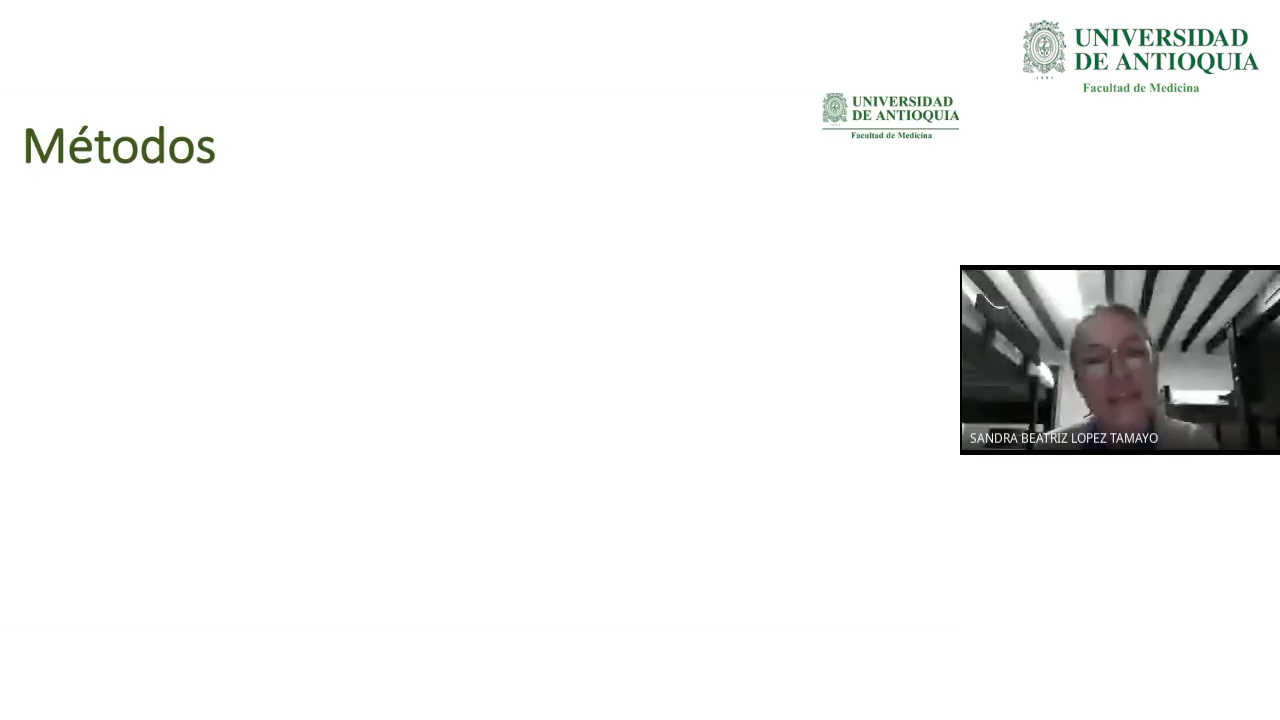 UNIVERSIDAD
DE ANTIOQUIA
Facultad de Medicina
UNIVERSIDAD
DE ANTIOQUIA
Facultad de Medicina
Métodos
SANDRA BEATRIZ LOPEZ TAMAYO